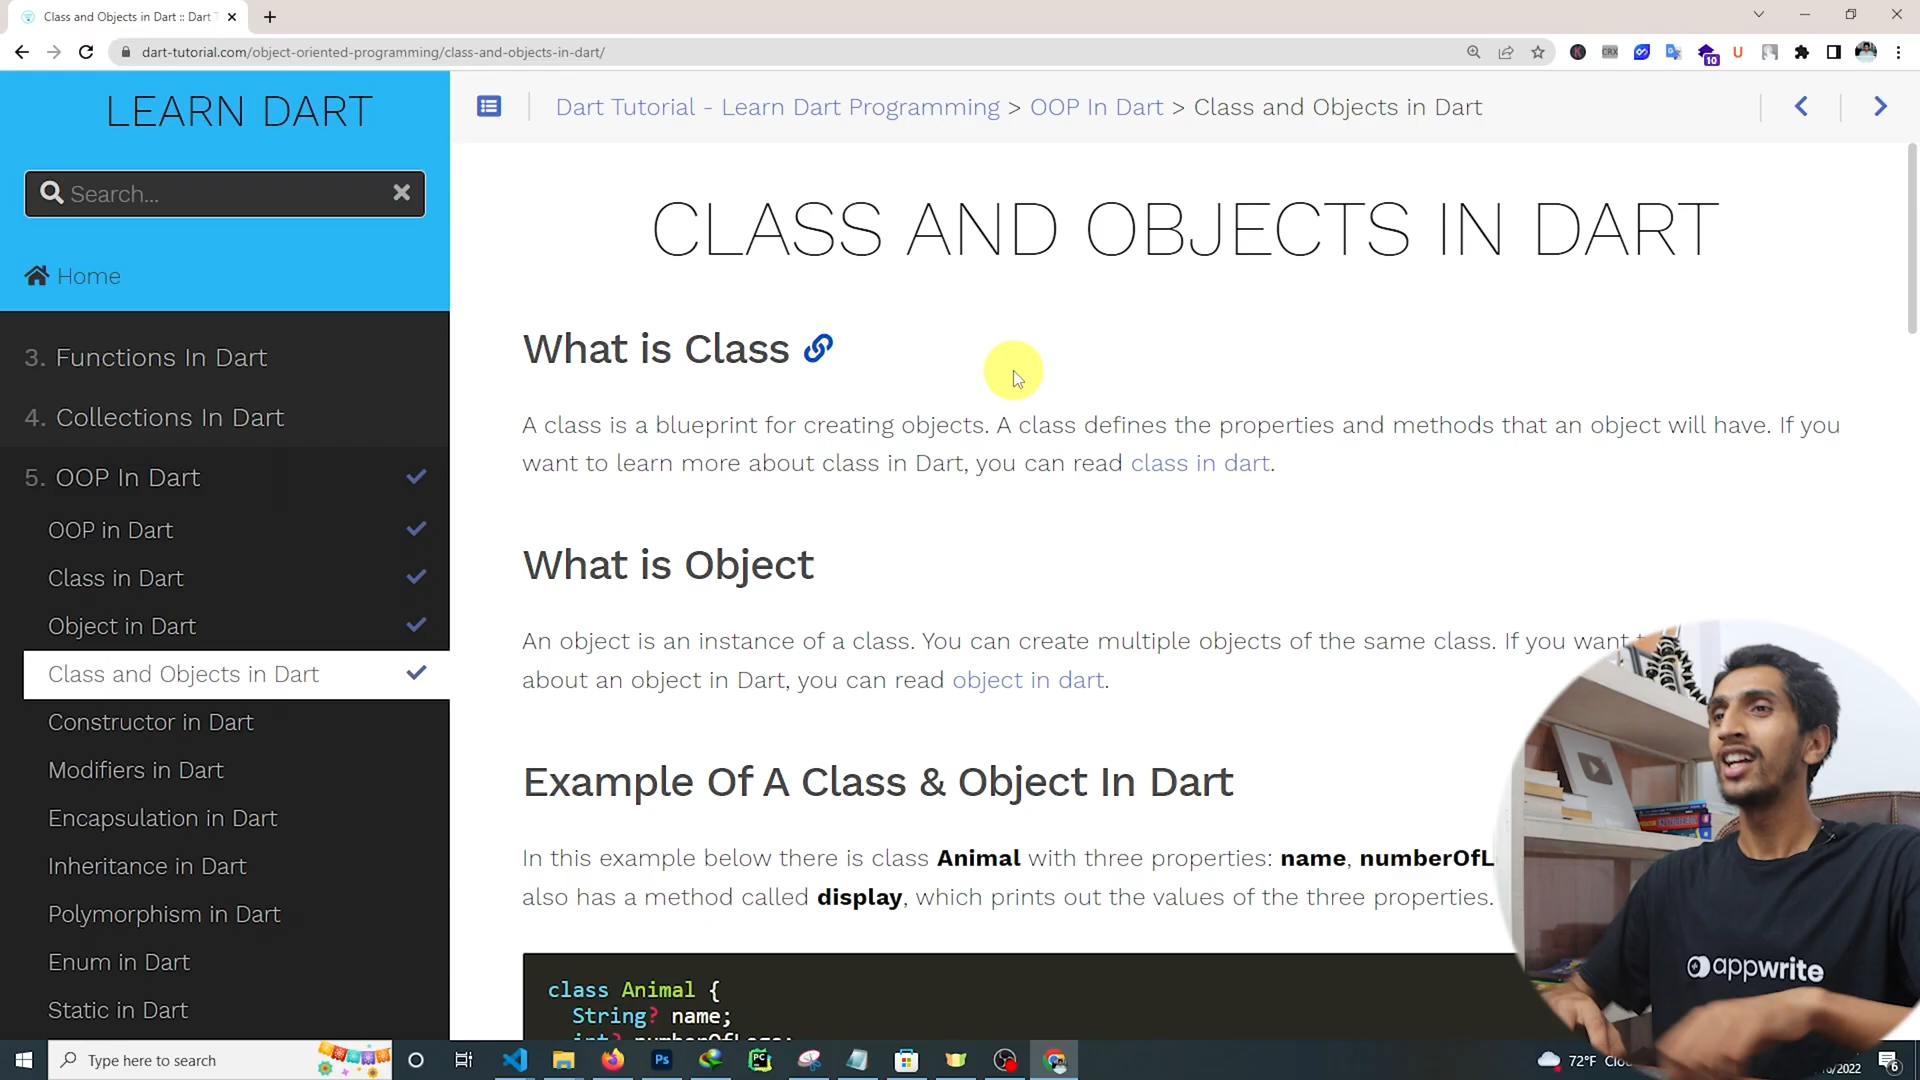 Class and Objects in Dart :: Dart T
dart-tutorial.com/object-oriented-programming/class-and-objects-in-dart/
CRX
10
U
LEARN DART
Search...
Home
3. Functions In Dart
4. Collections In Dart
5. OOP In Dart
OOP in Dart
Class in Dart
Object in Dart
Class and Objects in Dart
Constructor in Dart
Modifiers in Dart
Encapsulation in Dart
Inheritance in Dart
Polymorphism in Dart
Enum in Dart
Static in Dart
Dart Tutorial - Learn Dart Programming > OOP In Dart > Class and Objects in Dart
CLASS AND OBJECTS IN DART
What is Class
A class is a blueprint for creating objects. A class defines the properties and methods that an object will have. If you
want to learn more about class in Dart, you can read class in dart.
What is Object
An object is an instance of a class. You can create multiple objects of the same class. If you want
about an object in Dart, you can read object in dart.
Example Of A Class & Object In Dart
In this example below there is class Animal with three properties: name, numberOfL
also has a method called display, which prints out the values of the three properties.
class Animal {
String? name;
int? numberOfLegs;
appwrite
Type here to search
Ps
PC
72°F Clou
/2022
6